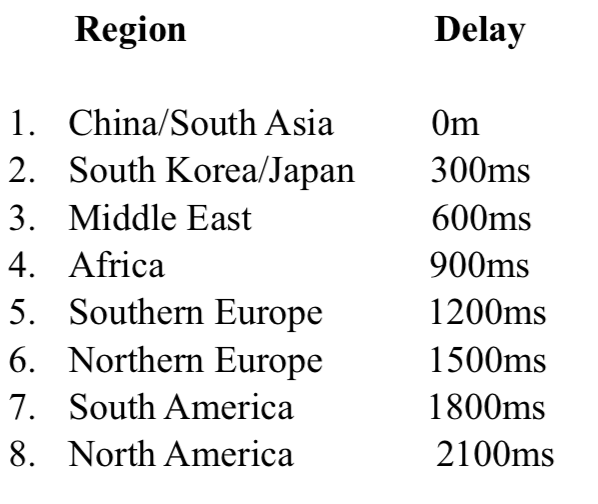 Region Delay
1. China/South Asia 0m
2. South Korea/Japan 300ms
3. Middle East 600ms
4. Africa 900ms
5. Southern Europe 1200ms
6. Northern Europe 1500ms
7. South America 1800ms
8. North America 2100ms